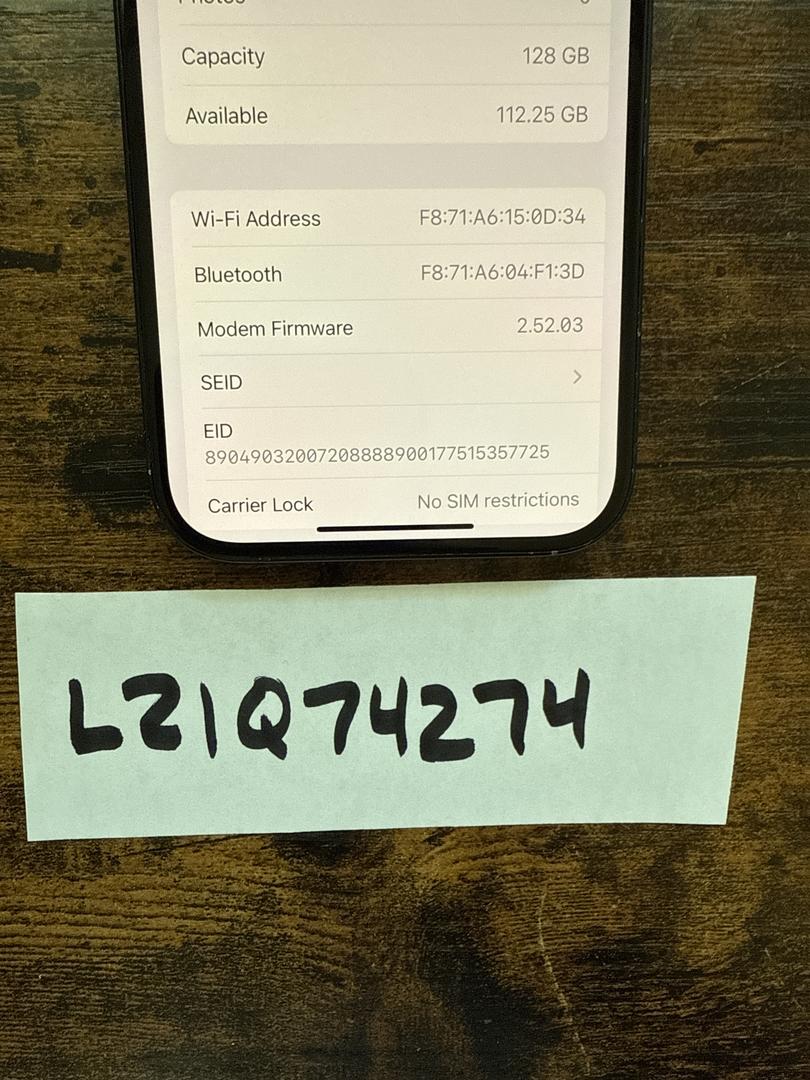 Capacity 128 GB
Available 112.25 GB
Wi-Fi Address F8:71:A6:15:0D:34
Bluetooth F8:71:A6:04:F1:3D
Modem Firmware 2.52.03
SEID
EID
89049032007208888900177515357725
Carrier Lock No SIM restrictions
LZ1Q74274